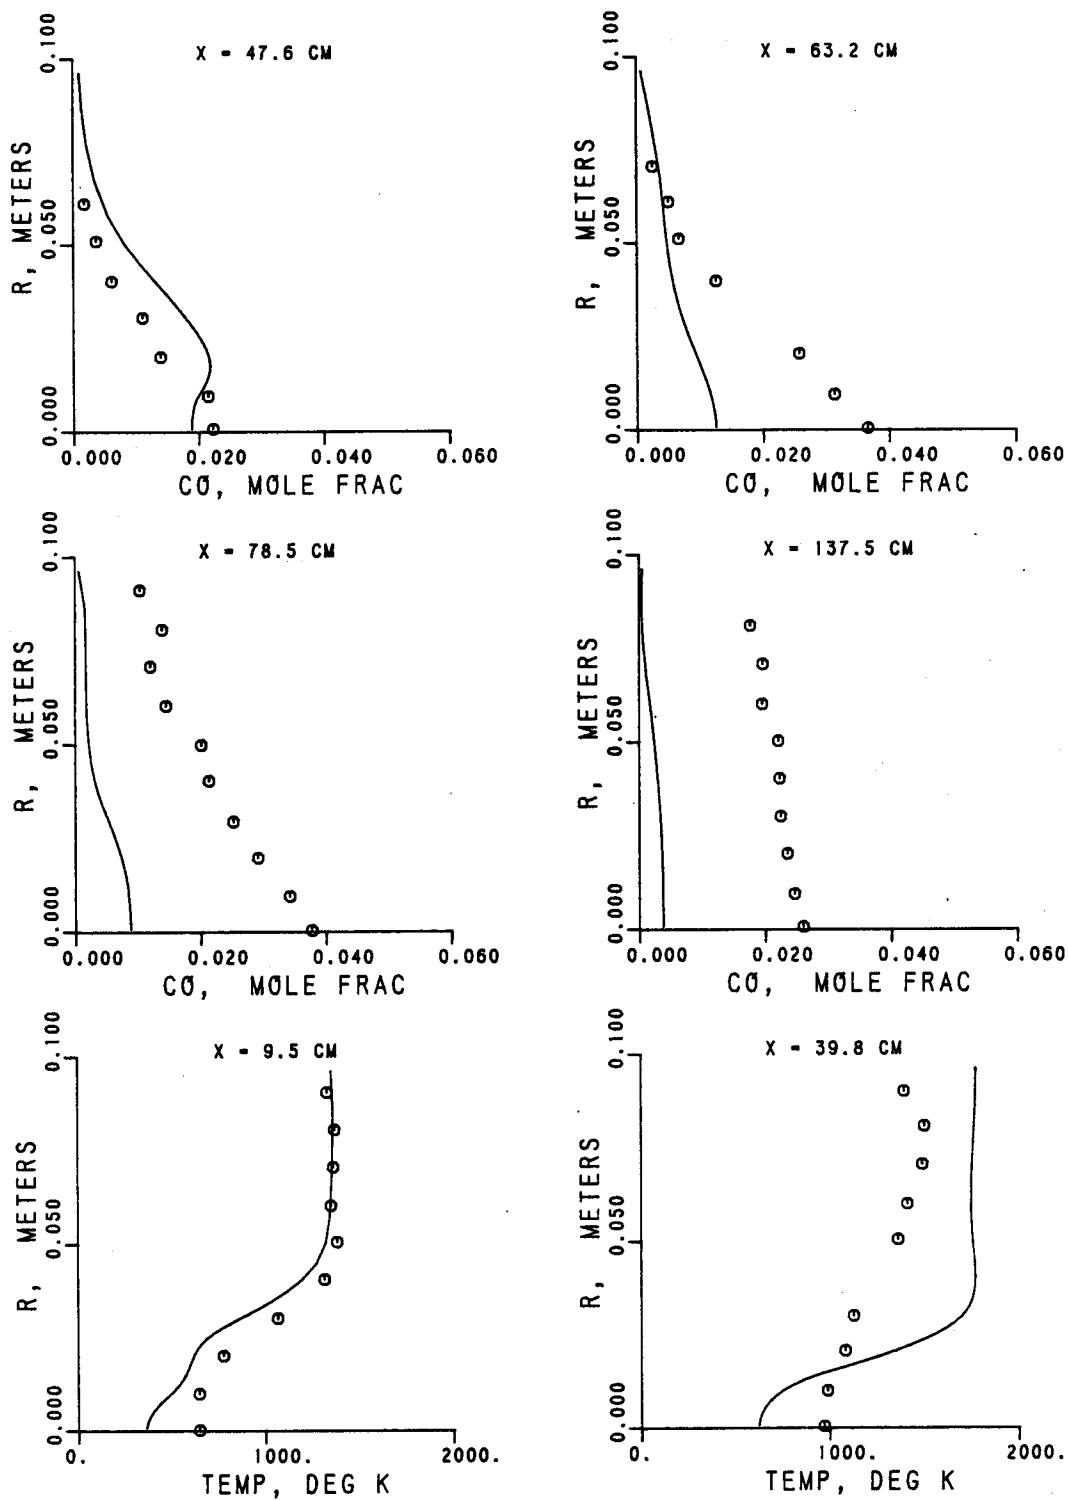 X = 47.6 CM
0.100
0.050
0.000
R, METERS
0.000 0.020 0.040 0.060
CO, MOLE FRAC
X = 63.2 CM
0.100
0.050
0.000
R, METERS
0.000 0.020 0.040 0.060
CO, MOLE FRAC
X = 78.5 CM
0.100
0.050
0.000
R, METERS
0.000 0.020 0.040 0.060
CO, MOLE FRAC
X = 137.5 CM
0.100
0.050
0.000
R, METERS
0.000 0.020 0.040 0.060
CO, MOLE FRAC
X = 9.5 CM
0.100
0.050
0.000
R, METERS
0. 1000. 2000.
TEMP, DEG K
X = 39.8 CM
0.100
0.050
0.000
R, METERS
0. 1000. 2000.
TEMP, DEG K